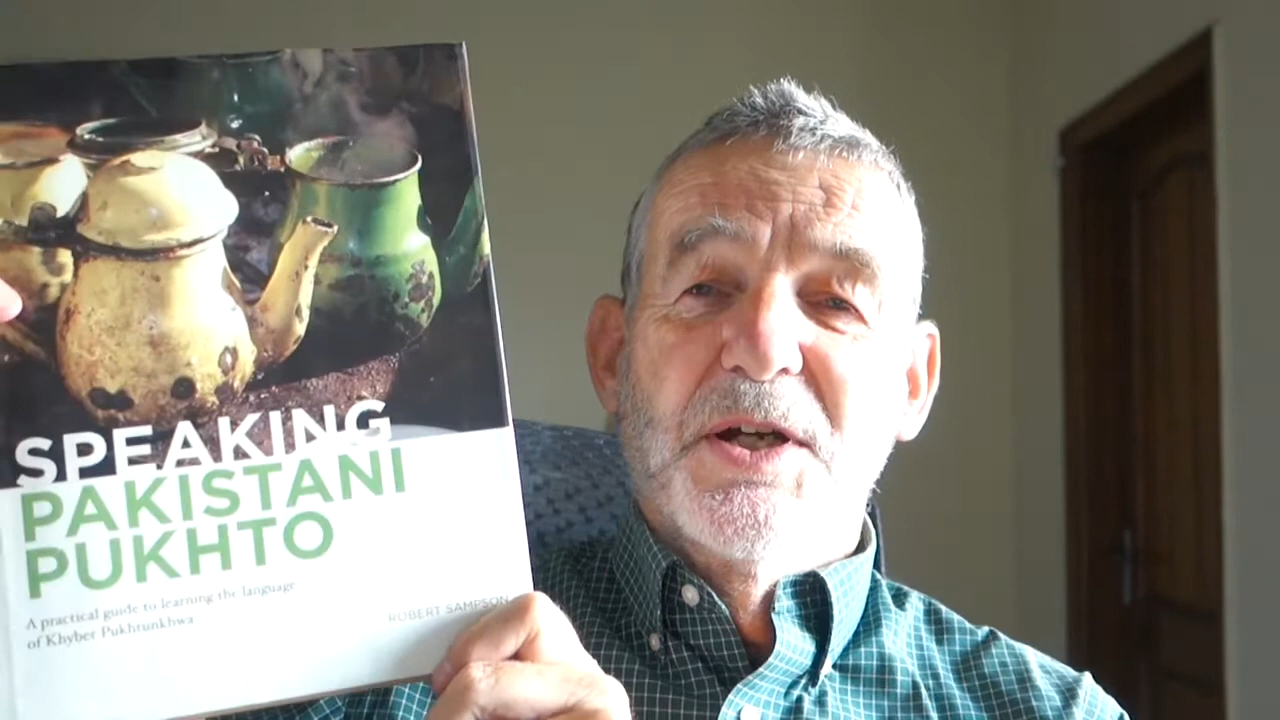 SPEAKING
PAKISTANI
PUKHTO
A practical guide to learning the language
of Khyber Pukhtunkhwa
ROBERT SAMPSON